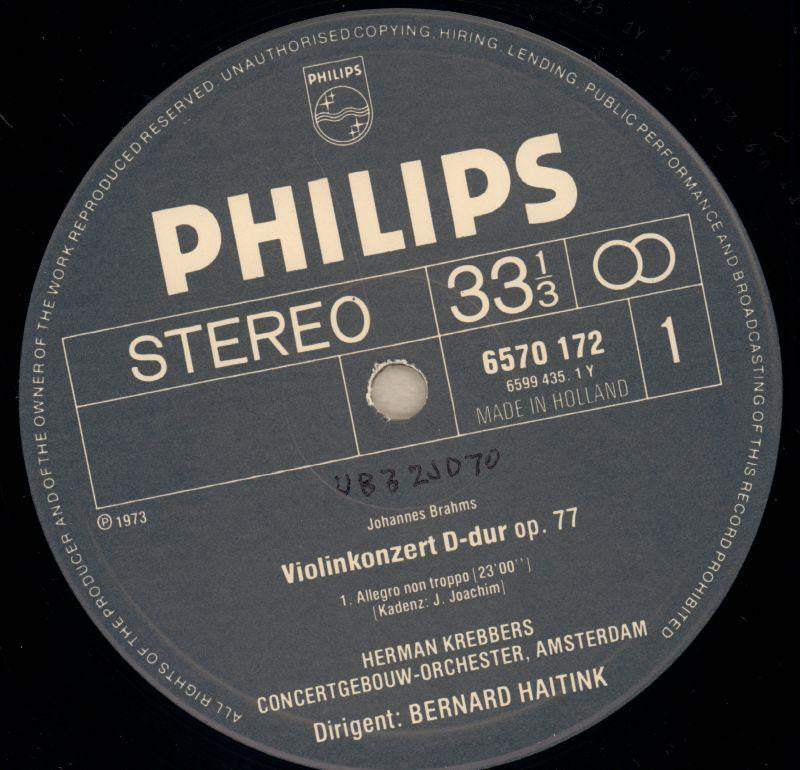 ALL RIGHTS OF THE PRODUCER AND OF THE OWNER OF THE WORK REPRODUCED RESERVED. UNAUTHORISED COPYING, HIRING, LENDING, PUBLIC PERFORMANCE AND BROADCASTING OF THIS RECORD PROHIBITED
PHILIPS
PHILIPS
STEREO
33 1/3
6570 172
6599 435. 1 Y
MADE IN HOLLAND
1
℗ 1973
Johannes Brahms
Violinkonzert D-dur op. 77
1. Allegro non troppo [23'00'']
[Kadenz: J. Joachim]
HERMAN KREBBERS
CONCERTGEBOUW-ORCHESTER, AMSTERDAM
Dirigent: BERNARD HAITINK